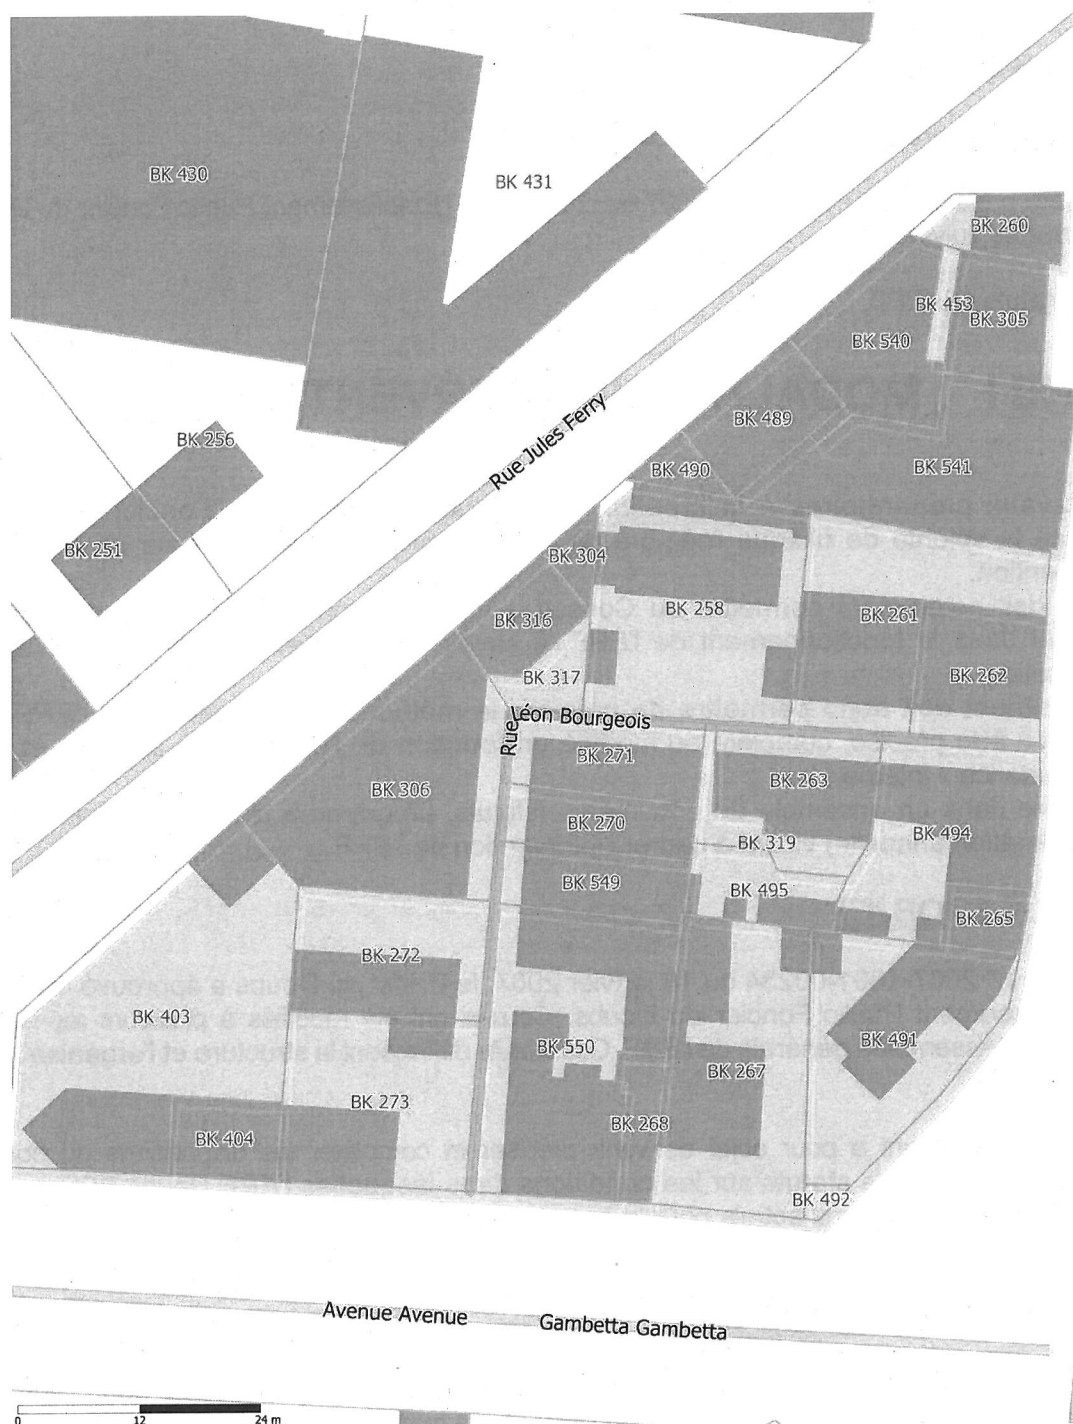 BK 430
BK 431
BK 260
BK 453
BK 305
BK 540
BK 489
BK 256
Rue Jules Ferry
BK 490
BK 541
BK 251
BK 304
BK 258
BK 261
BK 316
BK 317
BK 262
Rue Léon Bourgeois
BK 271
BK 263
BK 306
BK 270
BK 319
BK 494
BK 549
BK 495
BK 265
BK 272
BK 403
BK 550
BK 491
BK 267
BK 273
BK 268
BK 404
BK 492
Avenue Avenue Gambetta Gambetta
0 12 24 m